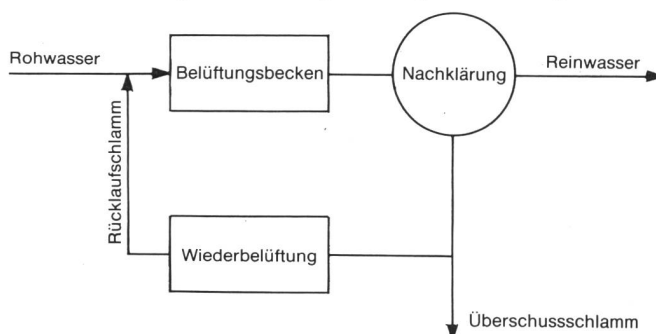 Rohwasser
Belüftungsbecken
Nachklärung
Reinwasser
Rücklaufschlamm
Wiederbelüftung
Überschussschlamm